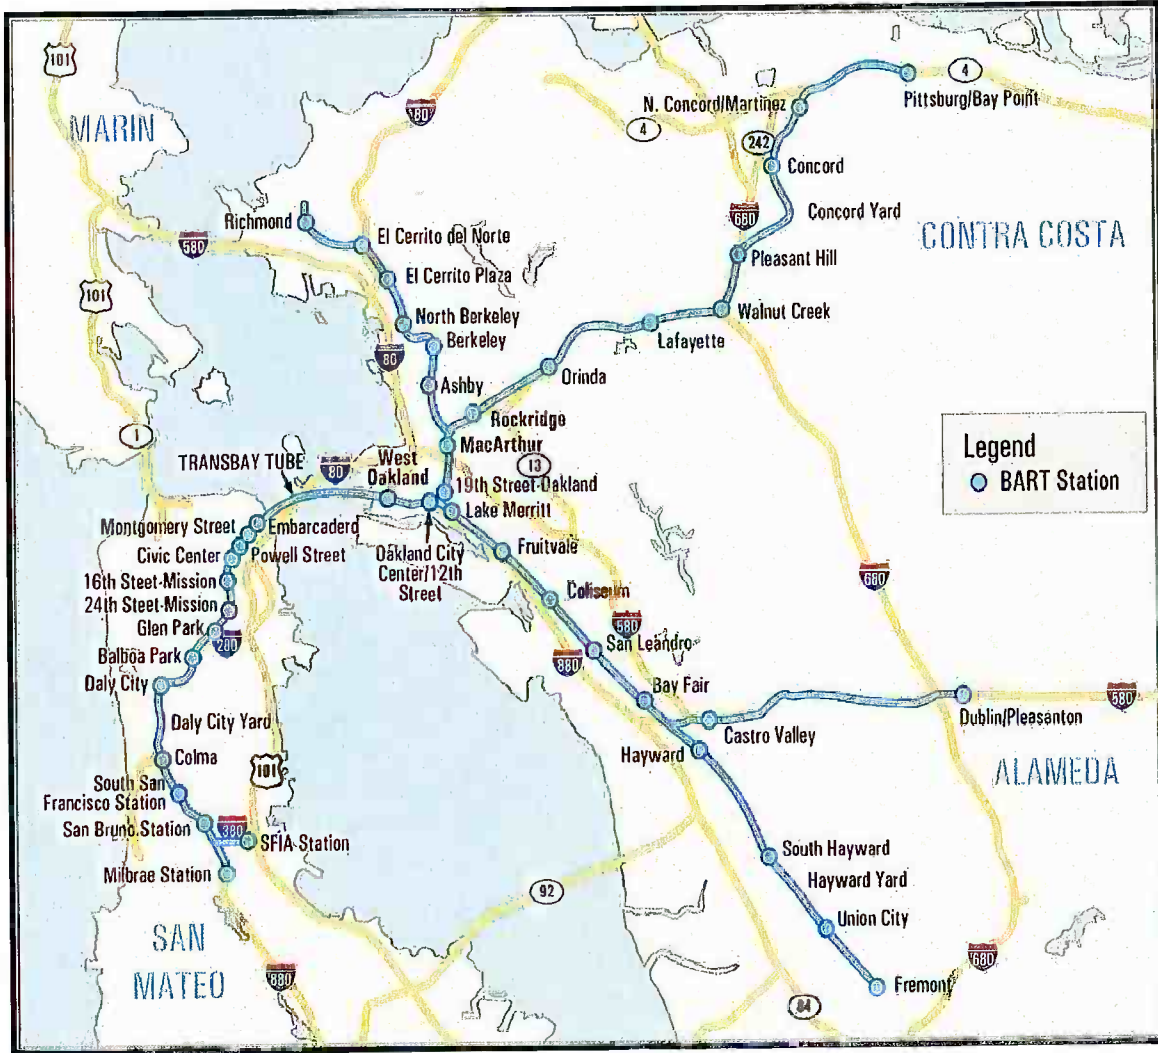 101
MARIN
80
N. Concord/Martinez
4
Pittsburg/Bay Point
4
242
Concord
Concord Yard
680
CONTRA COSTA
Richmond
El Cerrito del Norte
580
Pleasant Hill
El Cerrito Plaza
101
North Berkeley
Walnut Creek
Berkeley
Lafayette
80
Orinda
Ashby
Rockridge
1
MacArthur
Legend
BART Station
TRANSBAY TUBE
80
West
Oakland
13
19th Street-Oakland
Lake Merritt
Montgomery Street
Embarcadero
Civic Center
Powell Street
Oakland City
Center/12th
Street
Fruitvale
16th Steet-Mission
24th Steet-Mission
Coliseum
680
Glen Park
280
580
San Leandro
Balboa Park
880
Daly City
Bay Fair
Dublin/Pleasanton
580
Daly City Yard
Castro Valley
Hayward
Colma
101
ALAMEDA
South San
Francisco Station
San Bruno Station
380
SFIA Station
South Hayward
Milbrae Station
Hayward Yard
92
Union City
SAN
MATEO
680
880
Fremont
84